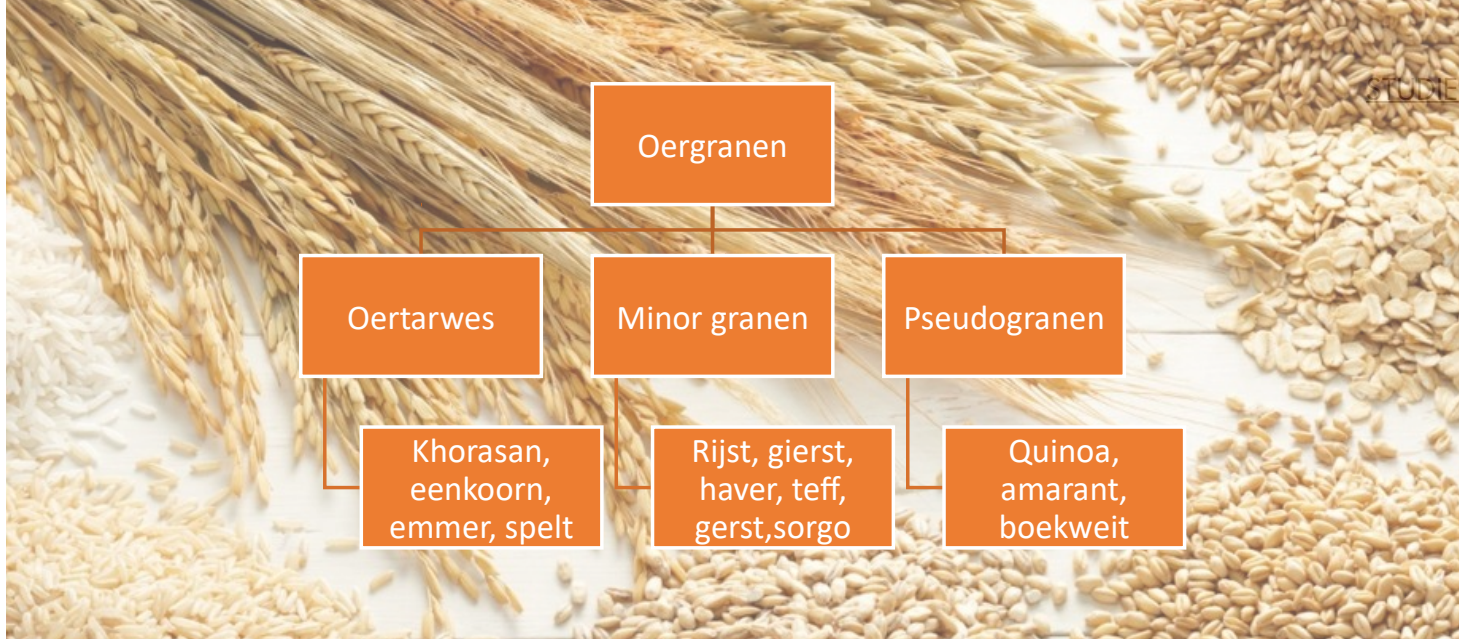 STUDIE
Oergranen
Oertarwes
Minor granen
Pseudogranen
Khorasan,
eenkoorn,
emmer, spelt
Rijst, gierst,
haver, teff,
gerst,sorgo
Quinoa,
amarant,
boekweit